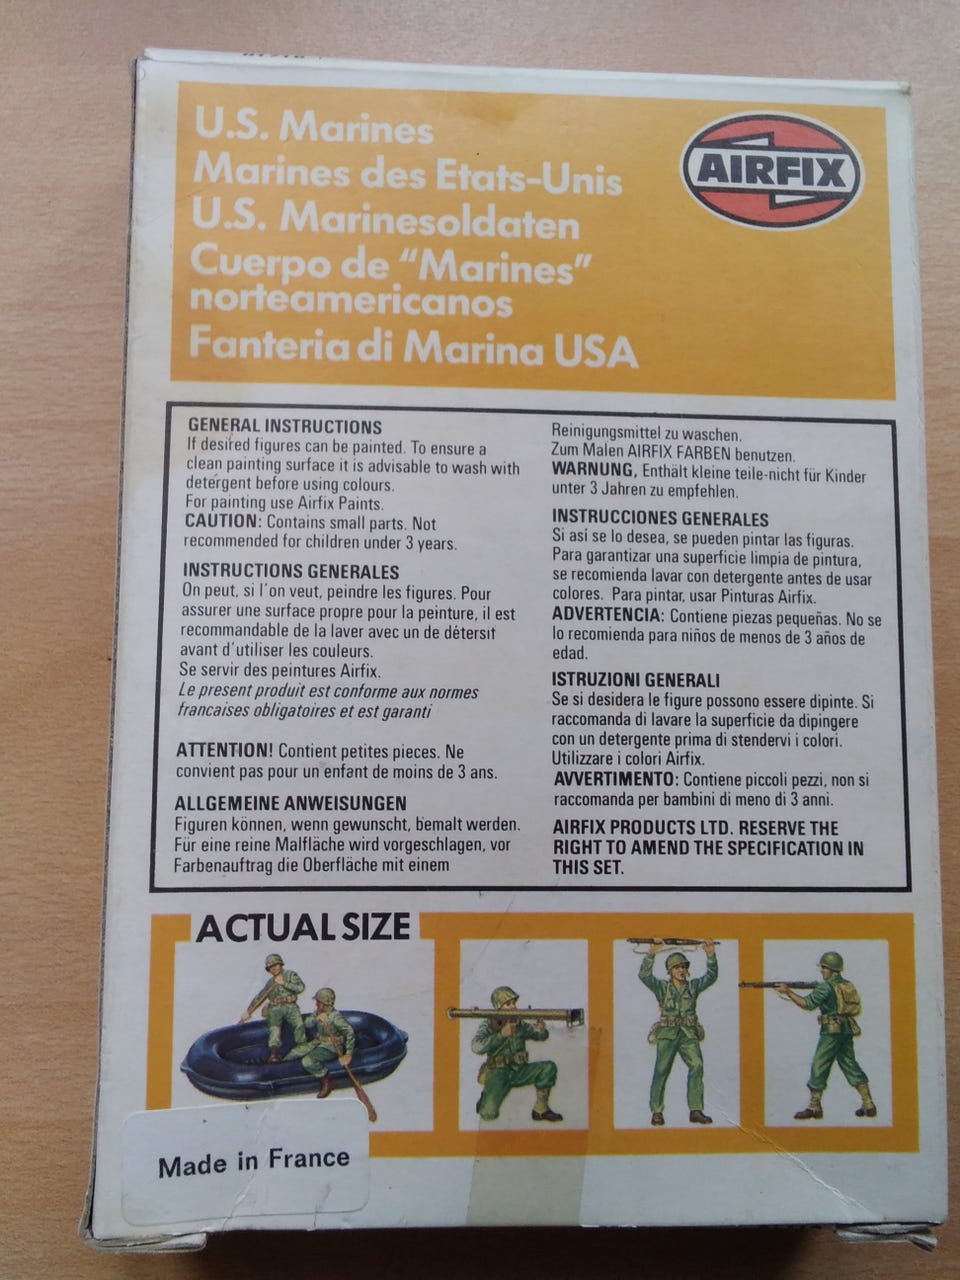 U.S. Marines
Marines des Etats-Unis
U.S. Marinesoldaten
Cuerpo de "Marines"
norteamericanos
Fanteria di Marina USA
AIRFIX
GENERAL INSTRUCTIONS
If desired figures can be painted. To ensure a
clean painting surface it is advisable to wash with
detergent before using colours.
For painting use Airfix Paints.
CAUTION: Contains small parts. Not
recommended for children under 3 years.
INSTRUCTIONS GENERALES
On peut, si l'on veut, peindre les figures. Pour
assurer une surface propre pour la peinture, il est
recommandable de la laver avec un de détersit
avant d'utiliser les couleurs.
Se servir des peintures Airfix.
Le present produit est conforme aux normes
francaises obligatoires et est garanti
ATTENTION! Contient petites pieces. Ne
convient pas pour un enfant de moins de 3 ans.
ALLGEMEINE ANWEISUNGEN
Figuren können, wenn gewunscht, bemalt werden.
Für eine reine Malfläche wird vorgeschlagen, vor
Farbenauftrag die Oberfläche mit einem
Reinigungsmittel zu waschen.
Zum Malen AIRFIX FARBEN benutzen.
WARNUNG, Enthält kleine teile-nicht für Kinder
unter 3 Jahren zu empfehlen.
INSTRUCCIONES GENERALES
Si asi se lo desea, se pueden pintar las figuras.
Para garantizar una superficie limpia de pintura,
se recomienda lavar con detergente antes de usar
colores. Para pintar, usar Pinturas Airfix.
ADVERTENCIA: Contiene piezas pequeñas. No se
lo recomienda para niños de menos de 3 años de
edad.
ISTRUZIONI GENERALI
Se si desidera le figure possono essere dipinte. Si
raccomanda di lavare la superficie da dipingere
con un detergente prima di stendervi i colori.
Utilizzare i colori Airfix.
AVVERTIMENTO: Contiene piccoli pezzi, non si
raccomanda per bambini di meno di 3 anni.
AIRFIX PRODUCTS LTD. RESERVE THE
RIGHT TO AMEND THE SPECIFICATION IN
THIS SET.
ACTUAL SIZE
Made in France